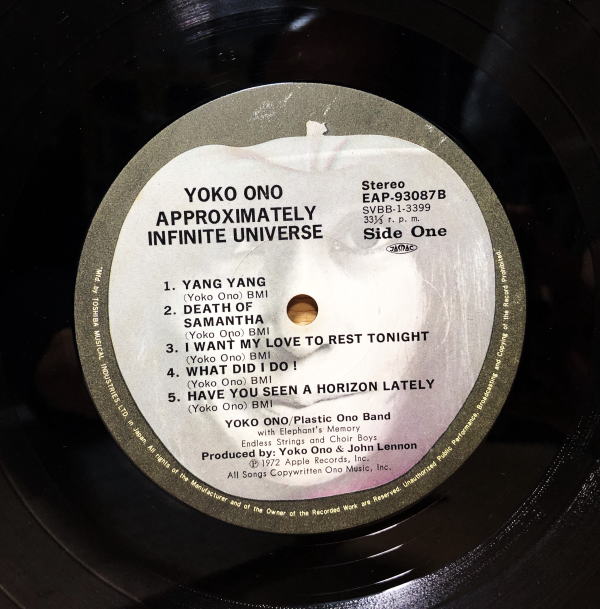 YOKO ONO
APPROXIMATELY
INFINITE UNIVERSE
Stereo
EAP-93087B
SVBB-1-3399
33⅓ r. p. m.
Side One
JASRAC
1. YANG YANG
(Yoko Ono) BMI
2. DEATH OF
SAMANTHA
(Yoko Ono) BMI
3. I WANT MY LOVE TO REST TONIGHT
(Yoko Ono) BMI
4. WHAT DID I DO !
(Yoko Ono) BMI
5. HAVE YOU SEEN A HORIZON LATELY
(Yoko Ono) BMI
YOKO ONO/Plastic Ono Band
with Elephant's Memory
Endless Strings and Choir Boys
Produced by: Yoko Ono & John Lennon
Ⓟ 1972 Apple Records, Inc.
All Songs Copywritten Ono Music, Inc.
Mfd. by TOSHIBA MUSICAL INDUSTRIES LTD. in Japan. All rights of the Manufacturer and of the Owner of the Recorded Work are Reserved. Unauthorized Public Performance, Broadcasting and Copying of the Record Prohibited.